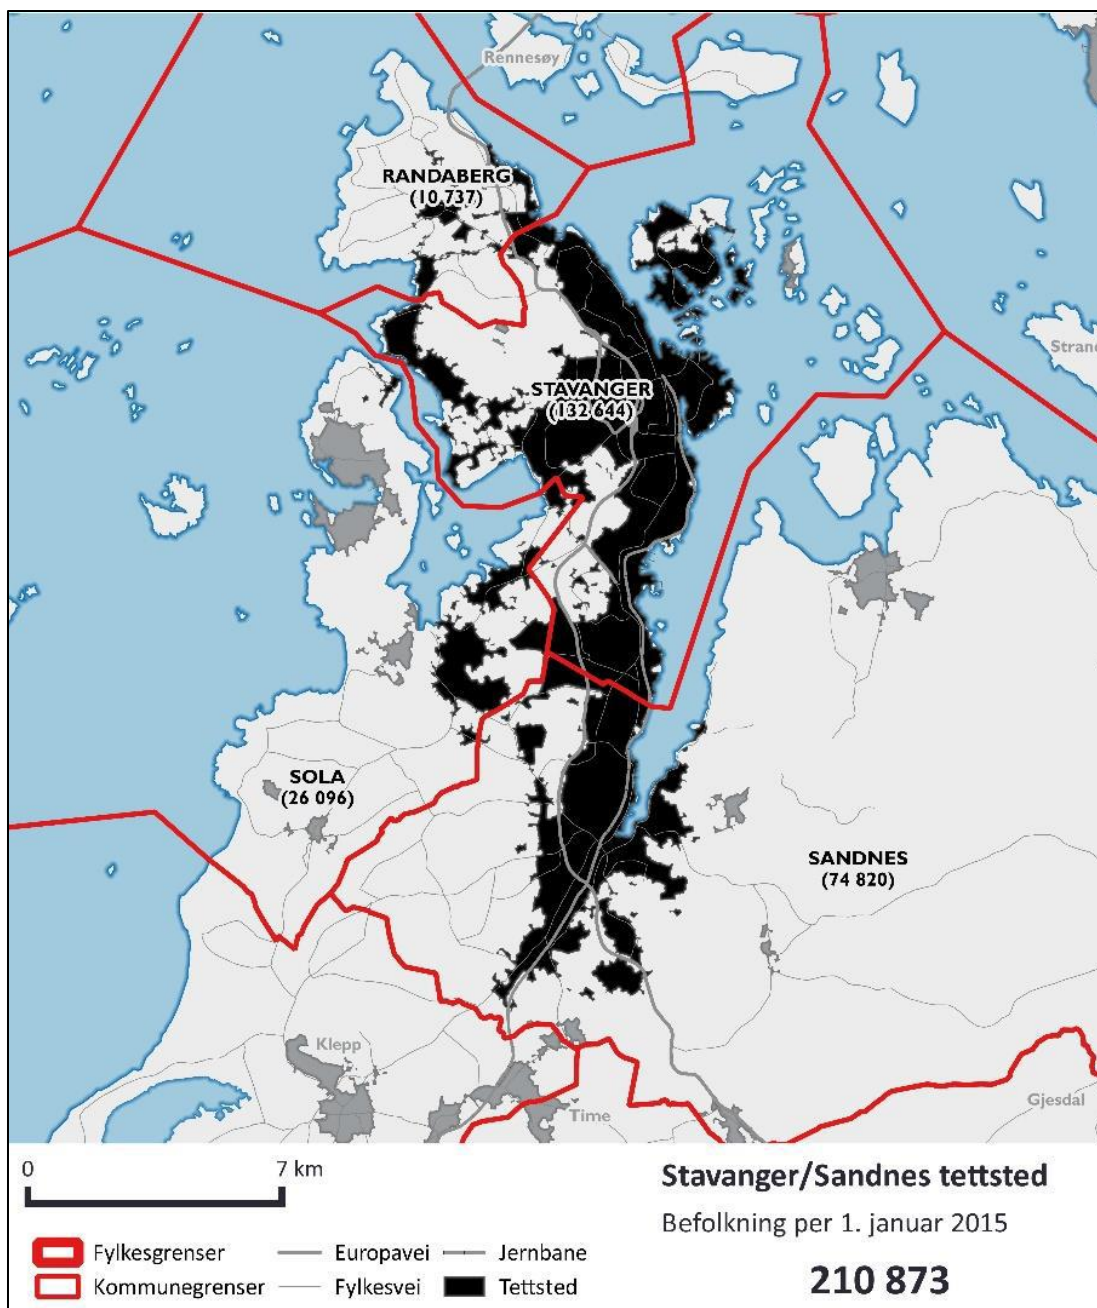 Rennesøy
RANDABERG
(10 737)
Strand
STAVANGER
(132 644)
SOLA
(26 096)
SANDNES
(74 820)
Klepp
Time
Gjesdal
0 7 km
Stavanger/Sandnes tettsted
Befolkning per 1. januar 2015
210 873
Fylkesgrenser Europavei Jernbane
Kommunegrenser Fylkesvei Tettsted